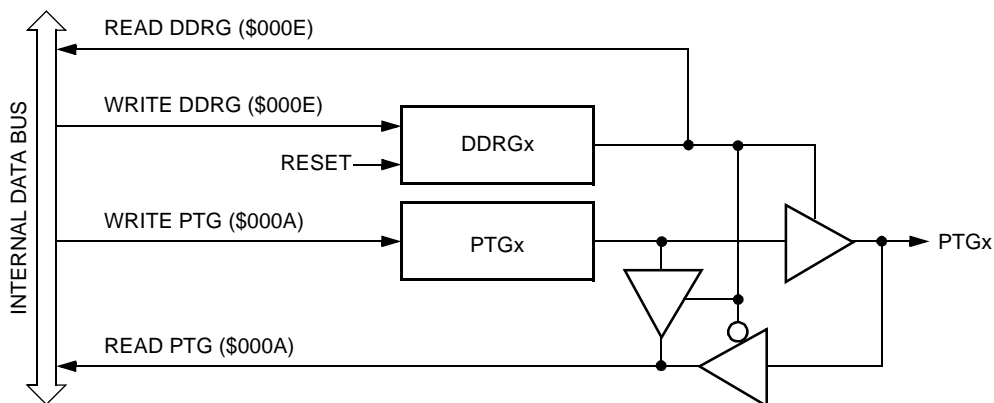 READ DDRG ($000E)
WRITE DDRG ($000E)
DDRGx
RESET
INTERNAL DATA BUS
WRITE PTG ($000A)
PTGx
PTGx
READ PTG ($000A)